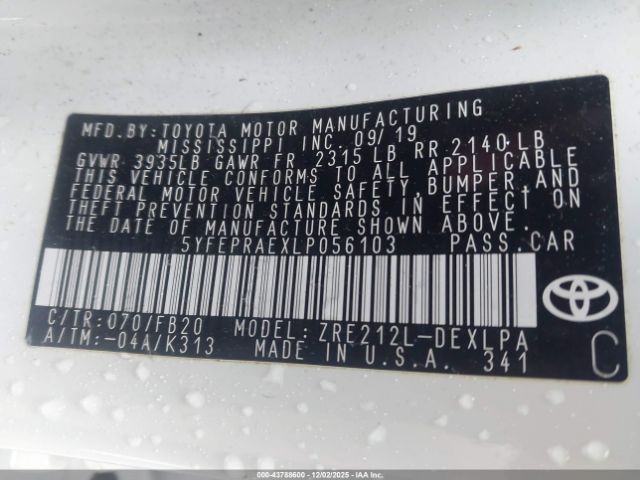 MFD.BY:TOYOTA MOTOR MANUFACTURING
MISSISSIPPI INC. 09/19
GVWR 3935LB GAWR FR 2315 LB RR 2140 LB
THIS VEHICLE CONFORMS TO ALL APPLICABLE
FEDERAL MOTOR VEHICLE SAFETY,BUMPER,AND
THEFT PREVENTION STANDARDS IN EFFECT ON
THE DATE OF MANUFACTURE SHOWN ABOVE.
5YFEPRAEXLP056103 PASS.CAR
C/TR:070/FB20 MODEL:ZRE212L-DEXLPA
A/TM:-04A/K313 MADE IN U.S.A. 341
C
000-43788600 - 12/02/2025 - IAAI.COM